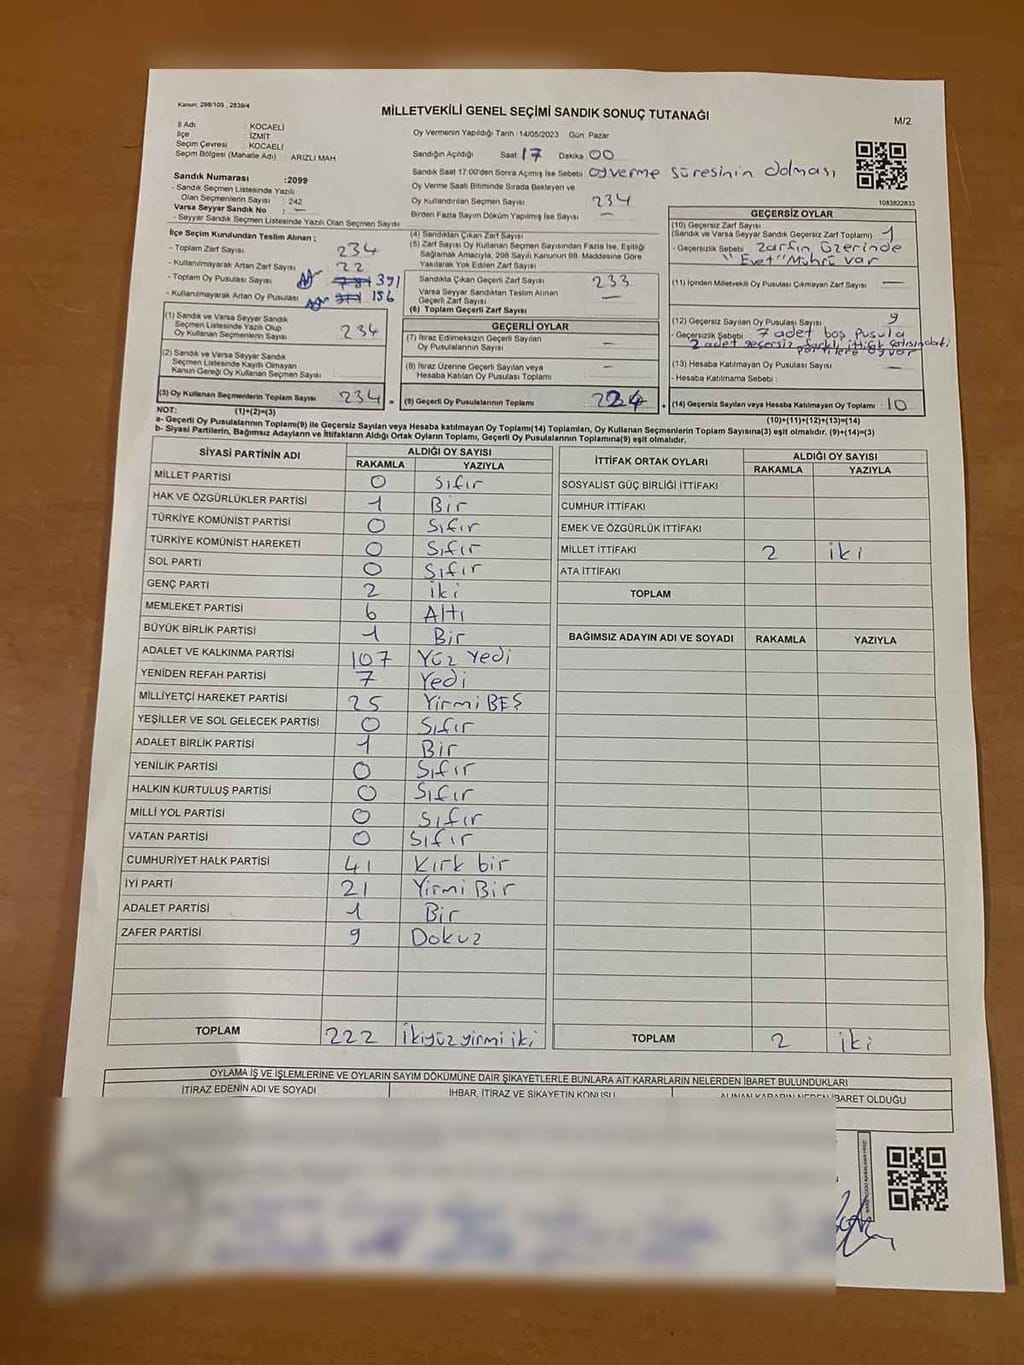 Kanun: 298/105 , 2839/4
MİLLETVEKİLİ GENEL SEÇİMİ SANDIK SONUÇ TUTANAĞI
M/2
İl Adı : KOCAELİ
İlçe : İZMİT
Seçim Çevresi : KOCAELİ
Seçim Bölgesi (Mahalle Adı) : ARIZLI MAH
Sandık Numarası :2099
- Sandık Seçmen Listesinde Yazılı
Olan Seçmenlerin Sayısı : 242
Varsa Seyyar Sandık No : —
- Seyyar Sandık Seçmen Listesinde Yazılı Olan Seçmen Sayısı
Oy Vermenin Yapıldığı Tarih :14/05/2023 Gün: Pazar
Sandığın Açıldığı Saat: 17 Dakika: 00
Sandık Saat 17:00'den Sonra Açılmış İse Sebebi: oy verme süresinin dolması
Oy Verme Saati Bitiminde Sırada Bekleyen ve
Oy Kullandırılan Seçmen Sayısı 234
Birden Fazla Sayım Döküm Yapılmış İse Sayısı —
1083822833
İlçe Seçim Kurulundan Teslim Alınan ;
- Toplam Zarf Sayısı 234
- Kullanılmayarak Artan Zarf Sayısı 22
- Toplam Oy Pusulası Sayısı 391
- Kullanılmayarak Artan Oy Pusulası 156
(1) Sandık ve Varsa Seyyar Sandık
Seçmen Listesinde Yazılı Olup
Oy Kullanan Seçmenlerin Sayısı 234
(2) Sandık ve Varsa Seyyar Sandık
Seçmen Listesinde Kaydı Olmayan
Kanun Gereği Oy Kullanan Seçmen Sayısı
(3) Oy Kullanan Seçmenlerin Toplam Sayısı 234 =
(4) Sandıktan Çıkan Zarf Sayısı
(5) Zarf Sayısı Oy Kullanan Seçmen Sayısından Fazla İse, Eşitliği
Sağlamak Amacıyla, 298 Sayılı Kanunun 98. Maddesine Göre
Yakılarak Yok Edilen Zarf Sayısı
Sandıkta Çıkan Geçerli Zarf Sayısı 233
Varsa Seyyar Sandıktan Teslim Alınan
Geçerli Zarf Sayısı —
(6) Toplam Geçerli Zarf Sayısı
GEÇERLİ OYLAR
(7) İtiraz Edilmeksizin Geçerli Sayılan
Oy Pusulalarının Sayısı —
(8) İtiraz Üzerine Geçerli Sayılan veya
Hesaba Katılan Oy Pusulaları Toplamı
(9) Geçerli Oy Pusulalarının Toplamı 224 +
GEÇERSİZ OYLAR
(10) Geçersiz Zarf Sayısı
(Sandık ve Varsa Seyyar Sandık Geçersiz Zarf Toplamı) 1
- Geçersizlik Sebebi : Zarfın üzerinde
"Evet" Mührü var
(11) İçinden Milletvekili Oy Pusulası Çıkmayan Zarf Sayısı —
(12) Geçersiz Sayılan Oy Pusulası Sayısı 9
- Geçersizlik Sebebi: 7 adet boş pusula
2 adet geçersiz farklı ittifak çatısındaki
partilere oy var
(13) Hesaba Katılmayan Oy Pusulası Sayısı —
- Hesaba Katılmama Sebebi :
(14) Geçersiz Sayılan veya Hesaba Katılmayan Oy Toplamı : 10
NOT: (1)+(2)=(3) (10)+(11)+(12)+(13)=(14)
a- Geçerli Oy Pusulalarının Toplamı(9) ile Geçersiz Sayılan veya Hesaba katılmayan Oy Toplamı(14) Toplamları, Oy Kullanan Seçmenlerin Toplam Sayısına(3) eşit olmalıdır. (9)+(14)=(3)
b- Siyasi Partilerin, Bağımsız Adayların ve İttifakların Aldığı Ortak Oyların Toplamı, Geçerli Oy Pusulalarının Toplamına(9) eşit olmalıdır.
SİYASİ PARTİNİN ADI ALDIĞI OY SAYISI
RAKAMLA YAZIYLA
MİLLET PARTİSİ 0 Sıfır
HAK VE ÖZGÜRLÜKLER PARTİSİ 1 Bir
TÜRKİYE KOMÜNİST PARTİSİ 0 Sıfır
TÜRKİYE KOMÜNİST HAREKETİ 0 Sıfır
SOL PARTİ 0 Sıfır
GENÇ PARTİ 2 İki
MEMLEKET PARTİSİ 6 Altı
BÜYÜK BİRLİK PARTİSİ 1 Bir
ADALET VE KALKINMA PARTİSİ 107 Yüz Yedi
YENİDEN REFAH PARTİSİ 7 Yedi
MİLLİYETÇİ HAREKET PARTİSİ 25 Yirmi BEŞ
YEŞİLLER VE SOL GELECEK PARTİSİ 0 Sıfır
ADALET BİRLİK PARTİSİ 1 Bir
YENİLİK PARTİSİ 0 Sıfır
HALKIN KURTULUŞ PARTİSİ 0 Sıfır
MİLLİ YOL PARTİSİ 0 Sıfır
VATAN PARTİSİ 0 Sıfır
CUMHURİYET HALK PARTİSİ 41 Kırk bir
İYİ PARTİ 21 Yirmi Bir
ADALET PARTİSİ 1 Bir
ZAFER PARTİSİ 9 Dokuz
TOPLAM 222 İkiyüz yirmi iki
İTTİFAK ORTAK OYLARI ALDIĞI OY SAYISI
RAKAMLA YAZIYLA
SOSYALİST GÜÇ BİRLİĞİ İTTİFAKI
CUMHUR İTTİFAKI
EMEK VE ÖZGÜRLÜK İTTİFAKI
MİLLET İTTİFAKI 2 iki
ATA İTTİFAKI
TOPLAM
BAĞIMSIZ ADAYIN ADI VE SOYADI RAKAMLA YAZIYLA
TOPLAM 2 iki
OYLAMA İŞ VE İŞLEMLERİNE VE OYLARIN SAYIM DÖKÜMÜNE DAİR ŞİKAYETLERLE BUNLARA AİT KARARLARIN NELERDEN İBARET BULUNDUKLARI
İTİRAZ EDENİN ADI VE SOYADI İHBAR, İTİRAZ VE ŞİKAYETİN KONUSU ALINAN KARARIN NEDEN İBARET OLDUĞU